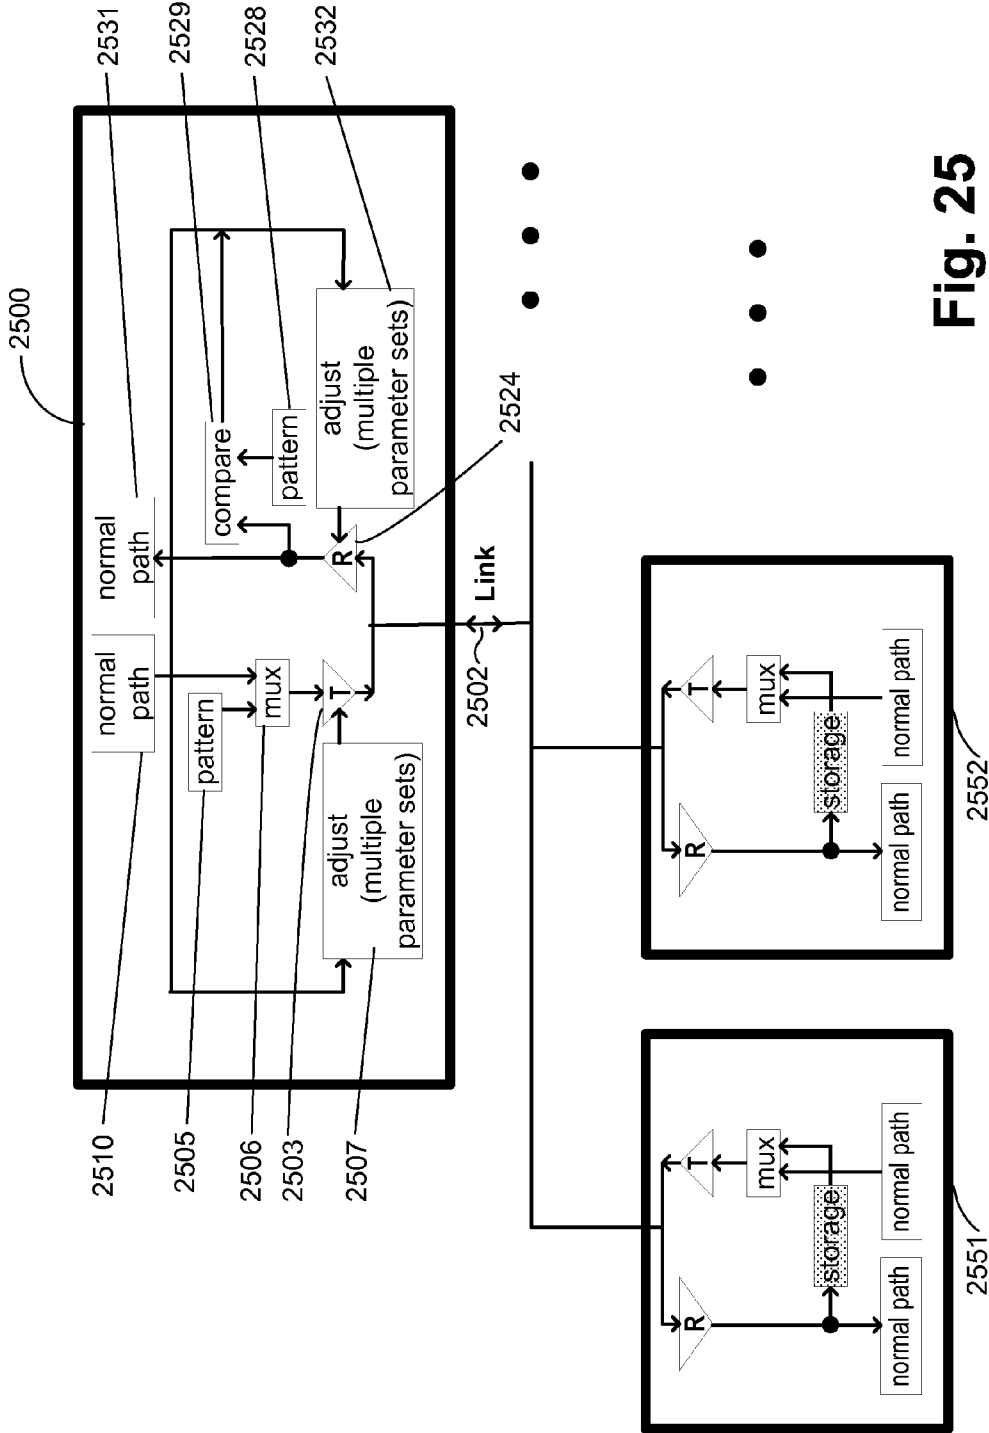 2531
2529
2528
2532
2500
normal
path
normal
path
compare
pattern
adjust
(multiple
parameter sets)
R
2524
pattern
mux
T
adjust
(multiple
parameter sets)
2510
2505
2506
2503
2507
2502
Link
R
T
mux
storage
normal path
normal path
2551
R
T
mux
storage
normal path
normal path
2552
Fig. 25